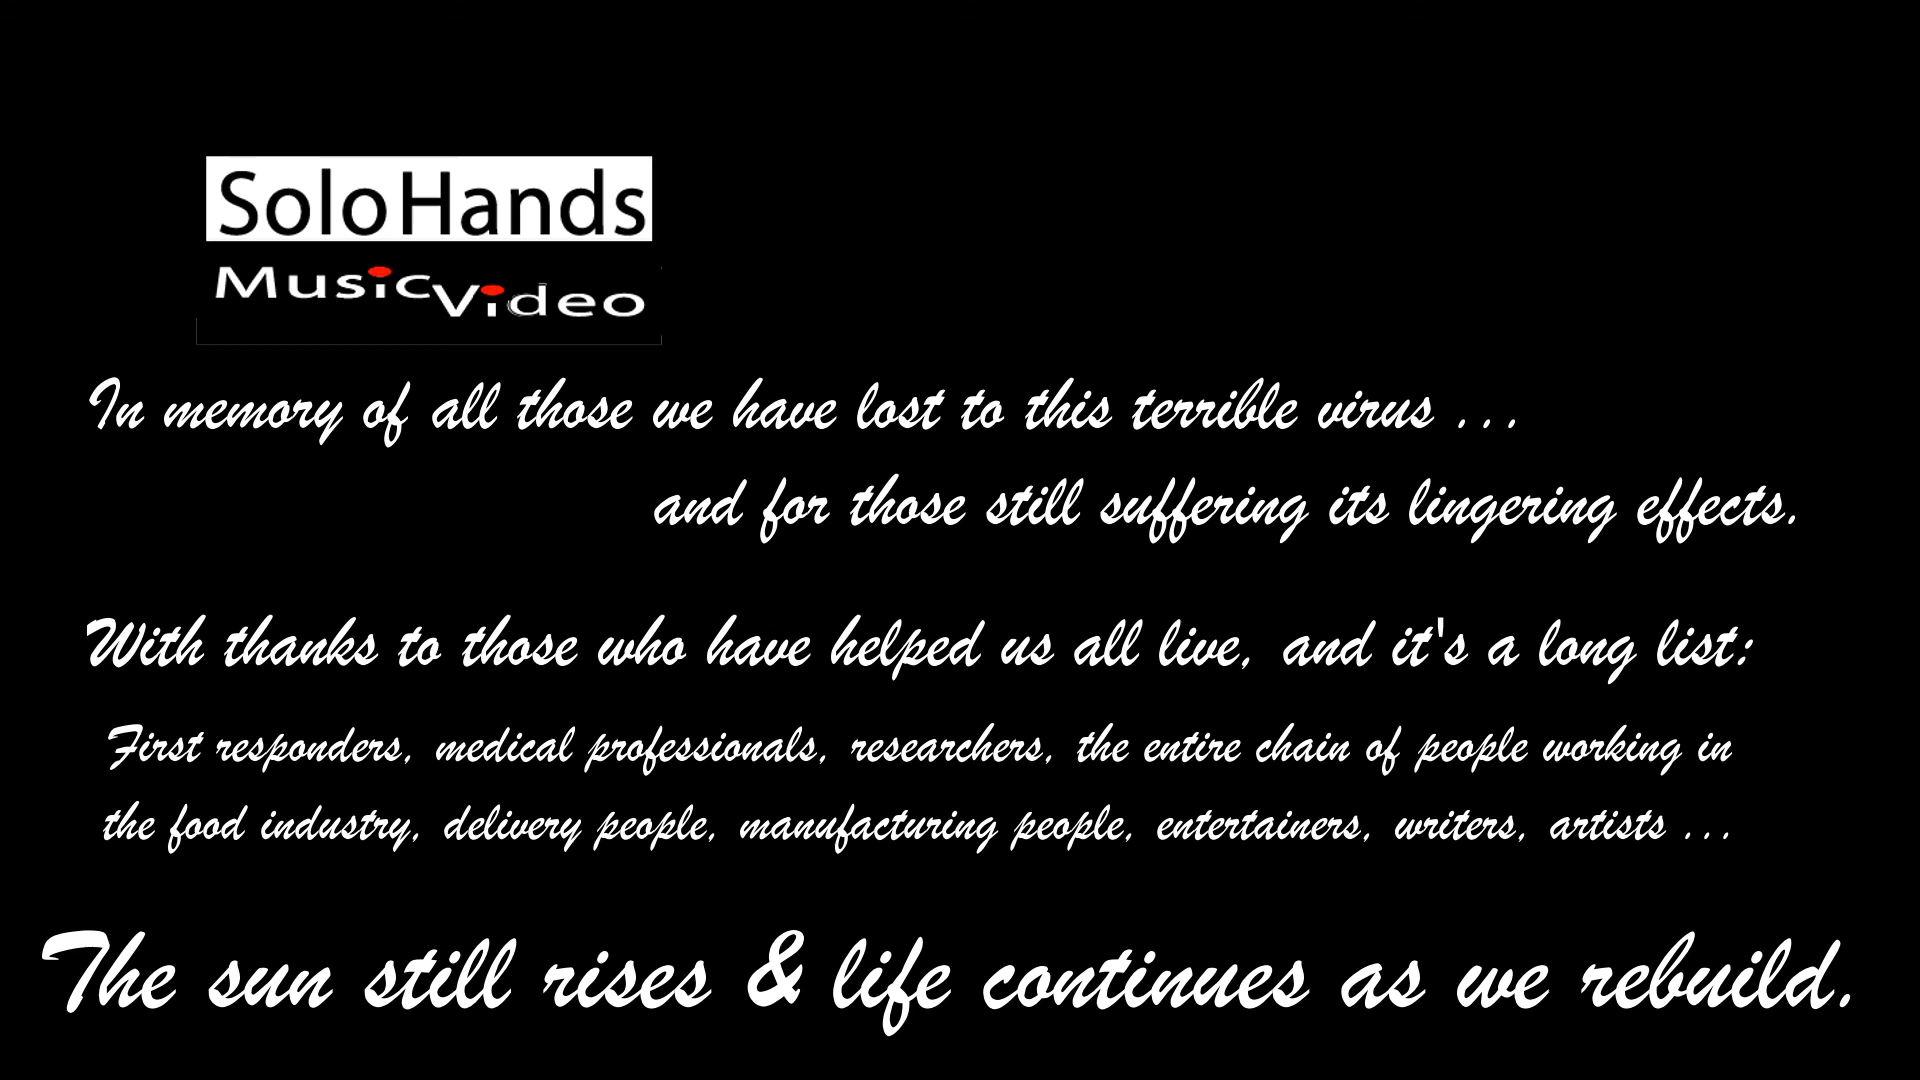 SoloHands
MusicVideo
In memory of all those we have lost to this terrible virus ...
and for those still suffering its lingering effects.
With thanks to those who have helped us all live, and it's a long list:
First responders, medical professionals, researchers, the entire chain of people working in
the food industry, delivery people, manufacturing people, entertainers, writers, artists ...
The sun still rises & life continues as we rebuild.